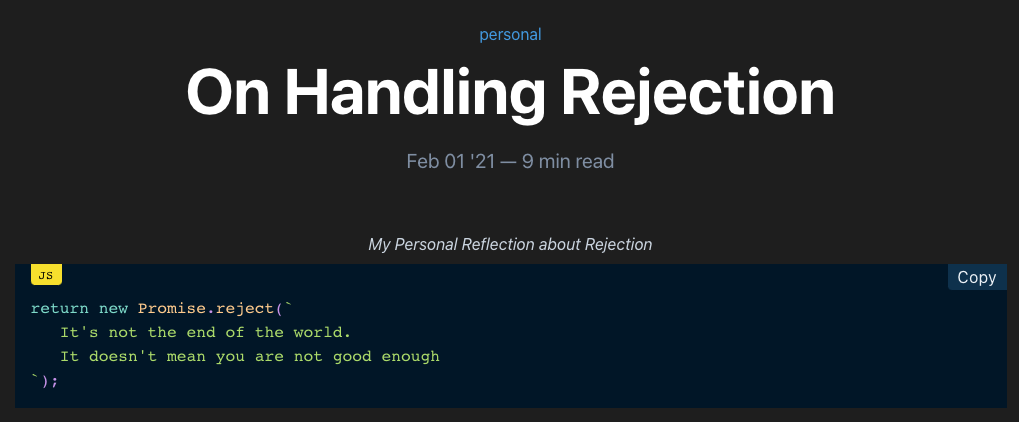 personal
On Handling Rejection
Feb 01 '21 — 9 min read
My Personal Reflection about Rejection
JS
Copy
return new Promise.reject(`
   It's not the end of the world.
   It doesn't mean you are not good enough
`);